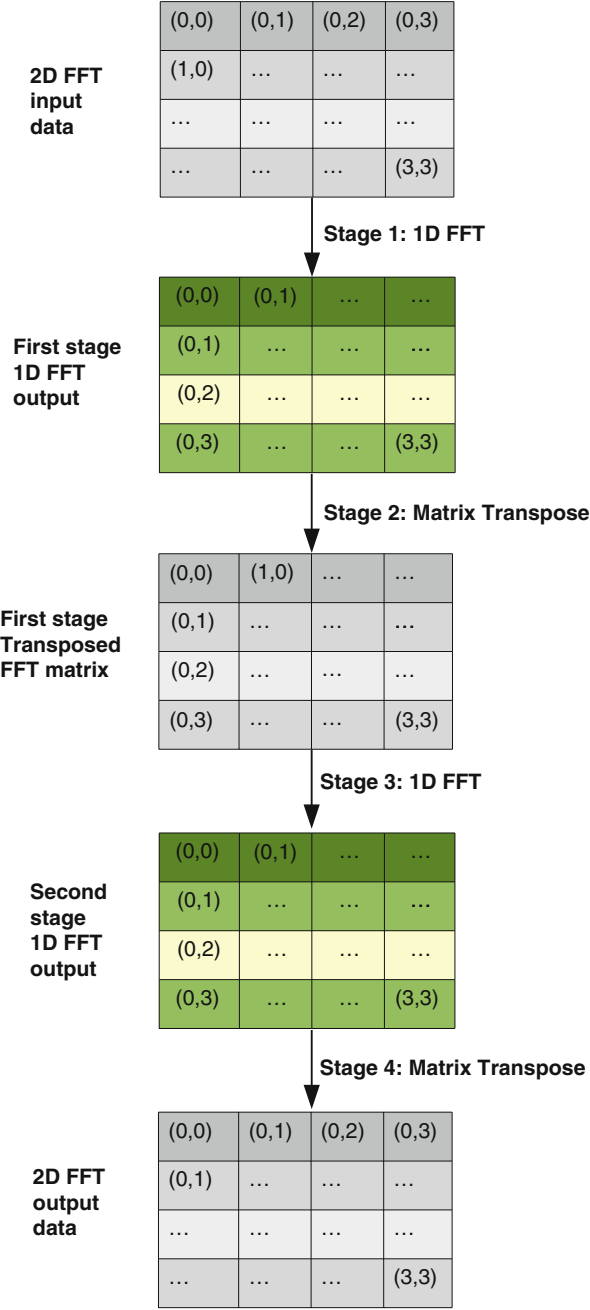 (0,0) (0,1) (0,2) (0,3)
(1,0) ... ... ...
... ... ... ...
... ... ... (3,3)
2D FFT
input
data
Stage 1: 1D FFT
(0,0) (0,1) ... ...
(0,1) ... ... ...
(0,2) ... ... ...
(0,3) ... ... (3,3)
First stage
1D FFT
output
Stage 2: Matrix Transpose
(0,0) (1,0) ... ...
(0,1) ... ... ...
(0,2) ... ... ...
(0,3) ... ... (3,3)
First stage
Transposed
FFT matrix
Stage 3: 1D FFT
(0,0) (0,1) ... ...
(0,1) ... ... ...
(0,2) ... ... ...
(0,3) ... ... (3,3)
Second
stage
1D FFT
output
Stage 4: Matrix Transpose
(0,0) (0,1) (0,2) (0,3)
(0,1) ... ... ...
... ... ... ...
... ... ... (3,3)
2D FFT
output
data